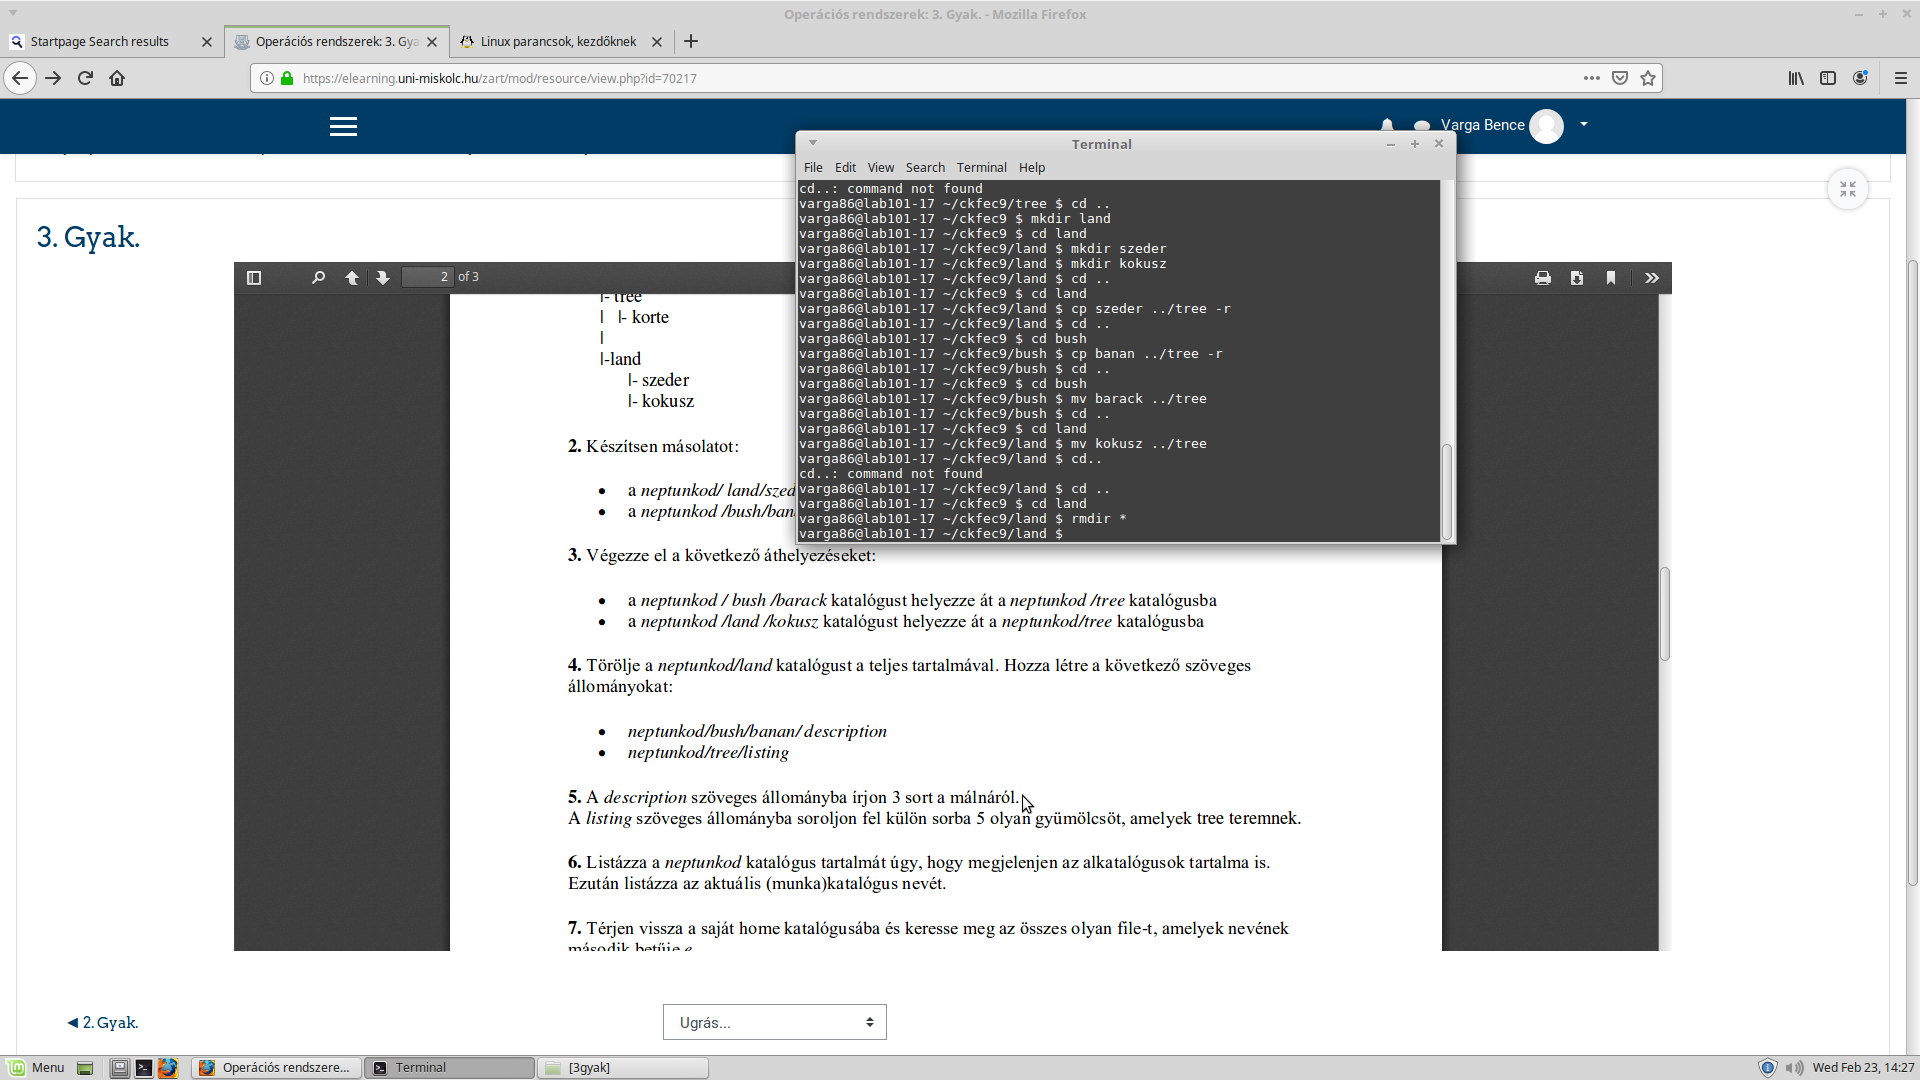 Operációs rendszerek: 3. Gyak. - Mozilla Firefox
Startpage Search results
Operációs rendszerek: 3. Gya
Linux parancsok, kezdőknek
https://elearning.uni-miskolc.hu/zart/mod/resource/view.php?id=70217
Varga Bence
3. Gyak.
2 of 3
|- tree
| |- korte
|
|-land
|- szeder
|- kokusz
2. Készítsen másolatot:
a neptunkod/ land/szed
a neptunkod /bush/ban
3. Végezze el a következő áthelyezéseket:
a neptunkod / bush /barack katalógust helyezze át a neptunkod /tree katalógusba
a neptunkod /land /kokusz katalógust helyezze át a neptunkod/tree katalógusba
4. Törölje a neptunkod/land katalógust a teljes tartalmával. Hozza létre a következő szöveges
állományokat:
neptunkod/bush/banan/ description
neptunkod/tree/listing
5. A description szöveges állományba írjon 3 sort a málnáról.
A listing szöveges állományba soroljon fel külön sorba 5 olyan gyümölcsöt, amelyek tree teremnek.
6. Listázza a neptunkod katalógus tartalmát úgy, hogy megjelenjen az alkatalógusok tartalma is.
Ezután listázza az aktuális (munka)katalógus nevét.
7. Térjen vissza a saját home katalógusába és keresse meg az összes olyan file-t, amelyek nevének
második betűje e
Terminal
File Edit View Search Terminal Help
cd..: command not found
varga86@lab101-17 ~/ckfec9/tree $ cd ..
varga86@lab101-17 ~/ckfec9 $ mkdir land
varga86@lab101-17 ~/ckfec9 $ cd land
varga86@lab101-17 ~/ckfec9/land $ mkdir szeder
varga86@lab101-17 ~/ckfec9/land $ mkdir kokusz
varga86@lab101-17 ~/ckfec9/land $ cd ..
varga86@lab101-17 ~/ckfec9 $ cd land
varga86@lab101-17 ~/ckfec9/land $ cp szeder ../tree -r
varga86@lab101-17 ~/ckfec9/land $ cd ..
varga86@lab101-17 ~/ckfec9 $ cd bush
varga86@lab101-17 ~/ckfec9/bush $ cp banan ../tree -r
varga86@lab101-17 ~/ckfec9/bush $ cd ..
varga86@lab101-17 ~/ckfec9 $ cd bush
varga86@lab101-17 ~/ckfec9/bush $ mv barack ../tree
varga86@lab101-17 ~/ckfec9/bush $ cd ..
varga86@lab101-17 ~/ckfec9 $ cd land
varga86@lab101-17 ~/ckfec9/land $ mv kokusz ../tree
varga86@lab101-17 ~/ckfec9/land $ cd..
cd..: command not found
varga86@lab101-17 ~/ckfec9/land $ cd ..
varga86@lab101-17 ~/ckfec9 $ cd land
varga86@lab101-17 ~/ckfec9/land $ rmdir *
varga86@lab101-17 ~/ckfec9/land $
◀ 2. Gyak.
Ugrás...
Menu
Operációs rendszere...
Terminal
[3gyak]
Wed Feb 23, 14:27